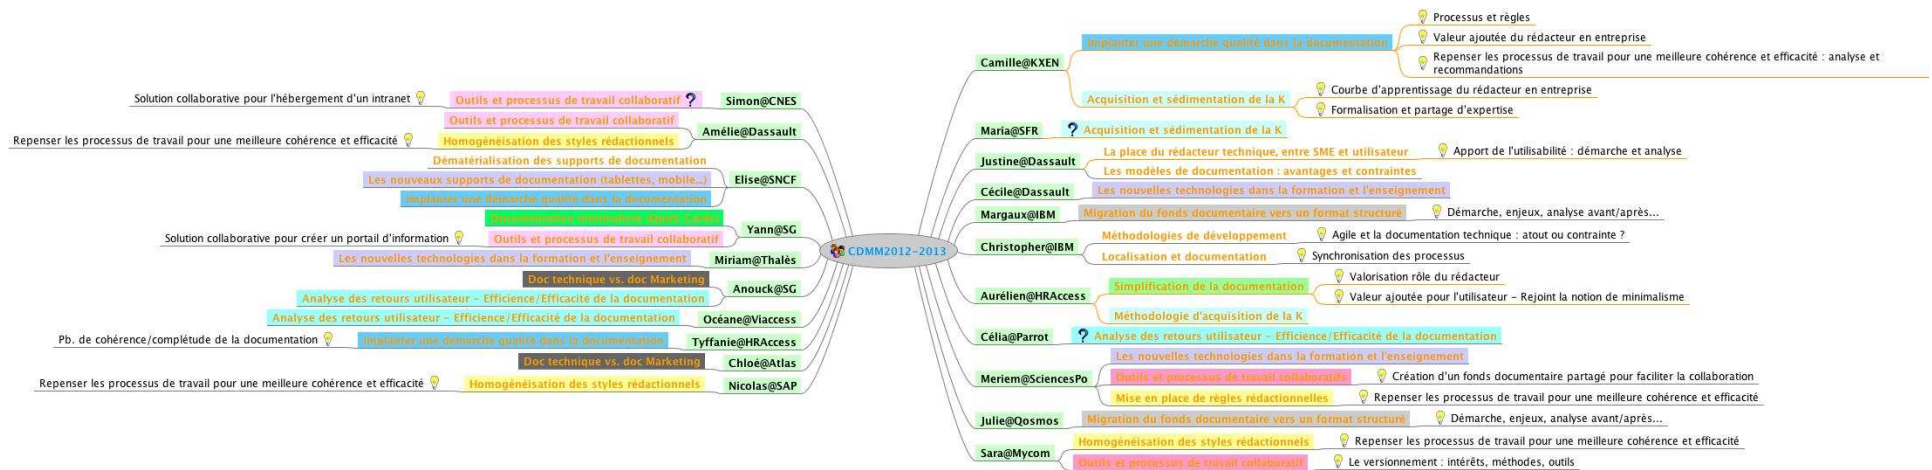 CDMM2012-2013
Simon@CNES
Outils et processus de travail collaboratif
Solution collaborative pour l'hébergement d'un intranet
Amélie@Dassault
Outils et processus de travail collaboratif
Homogénéisation des styles rédactionnels
Repenser les processus de travail pour une meilleure cohérence et efficacité
Elise@SNCF
Dématérialisation des supports de documentation
Les nouveaux supports de documentation (tablettes, mobile...)
Implanter une démarche qualité dans la documentation
Yann@SG
Outils et processus de travail collaboratif
Solution collaborative pour créer un portail d'information
Miriam@Thalès
Les nouvelles technologies dans la formation et l'enseignement
Anouck@SG
Doc technique vs. doc Marketing
Analyse des retours utilisateur - Efficience/Efficacité de la documentation
Océane@Viaccess
Analyse des retours utilisateur - Efficience/Efficacité de la documentation
Tyffanie@HRAccess
Implanter une démarche qualité dans la documentation
Pb. de cohérence/complétude de la documentation
Chloé@Atlas
Doc technique vs. doc Marketing
Nicolas@SAP
Homogénéisation des styles rédactionnels
Repenser les processus de travail pour une meilleure cohérence et efficacité
Camille@KXEN
Implanter une démarche qualité dans la documentation
Processus et règles
Valeur ajoutée du rédacteur en entreprise
Repenser les processus de travail pour une meilleure cohérence et efficacité : analyse et
recommandations
Acquisition et sédimentation de la K
Courbe d'apprentissage du rédacteur en entreprise
Formalisation et partage d'expertise
Maria@SFR
Acquisition et sédimentation de la K
Justine@Dassault
La place du rédacteur technique, entre SME et utilisateur
Apport de l'utilisabilité : démarche et analyse
Les modèles de documentation : avantages et contraintes
Cécile@Dassault
Les nouvelles technologies dans la formation et l'enseignement
Margaux@IBM
Migration du fonds documentaire vers un format structuré
Démarche, enjeux, analyse avant/après...
Christopher@IBM
Méthodologies de développement
Agile et la documentation technique : atout ou contrainte ?
Localisation et documentation
Synchronisation des processus
Aurélien@HRAccess
Simplification de la documentation
Valorisation rôle du rédacteur
Valeur ajoutée pour l'utilisateur - Rejoint la notion de minimalisme
Méthodologie d'acquisition de la K
Célia@Parrot
Analyse des retours utilisateur - Efficience/Efficacité de la documentation
Meriem@SciencesPo
Les nouvelles technologies dans la formation et l'enseignement
Outils et processus de travail collaboratifs
Création d'un fonds documentaire partagé pour faciliter la collaboration
Mise en place de règles rédactionnelles
Repenser les processus de travail pour une meilleure cohérence et efficacité
Julie@Qosmos
Migration du fonds documentaire vers un format structuré
Démarche, enjeux, analyse avant/après...
Sara@Mycom
Homogénéisation des styles rédactionnels
Repenser les processus de travail pour une meilleure cohérence et efficacité
Outils et processus de travail collaboratif
Le versionnement : intérêts, méthodes, outils